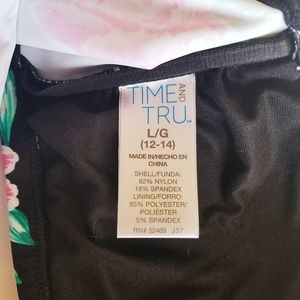 TIME AND
TRU™
L/G
(12-14)
MADE IN/HECHO EN
CHINA
SHELL/FUNDA:
82% NYLON
18% SPANDEX
LINING/FORRO:
95% POLYESTER/
POLIÉSTER
5% SPANDEX
RN# 52469 J37